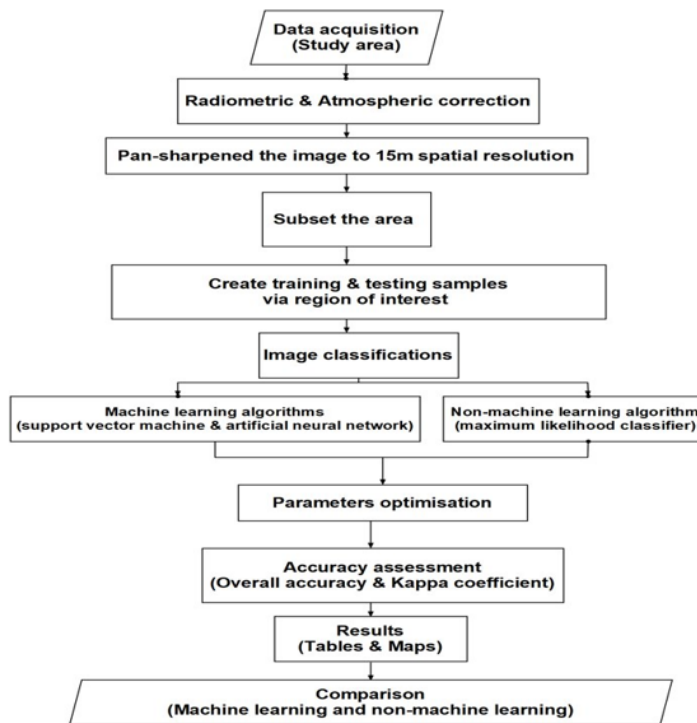 Data acquisition
(Study area)
Radiometric & Atmospheric correction
Pan-sharpened the image to 15m spatial resolution
Subset the area
Create training & testing samples
via region of interest
Image classifications
Machine learning algorithms
(support vector machine & artificial neural network)
Non-machine learning algorithm
(maximum likelihood classifier)
Parameters optimisation
Accuracy assessment
(Overall accuracy & Kappa coefficient)
Results
(Tables & Maps)
Comparison
(Machine learning and non-machine learning)